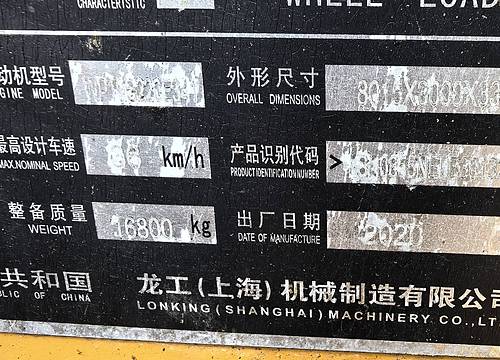 CHARACTERISTIC
WHEEL LOAD
动机型号
GINE MODEL
外形尺寸
OVERALL DIMENSIONS
最高设计车速
MAX.NOMINAL SPEED
km/h
产品识别代码
PRODUCT IDENTIFICATION NUMBER
>
整备质量
WEIGHT
16800 kg
出厂日期
DATE OF MANUFACTURE
2020
共和国
BLIC OF CHINA
龙工(上海)机械制造有限公司
LONKING (SHANGHAI) MACHINERY CO.,LT